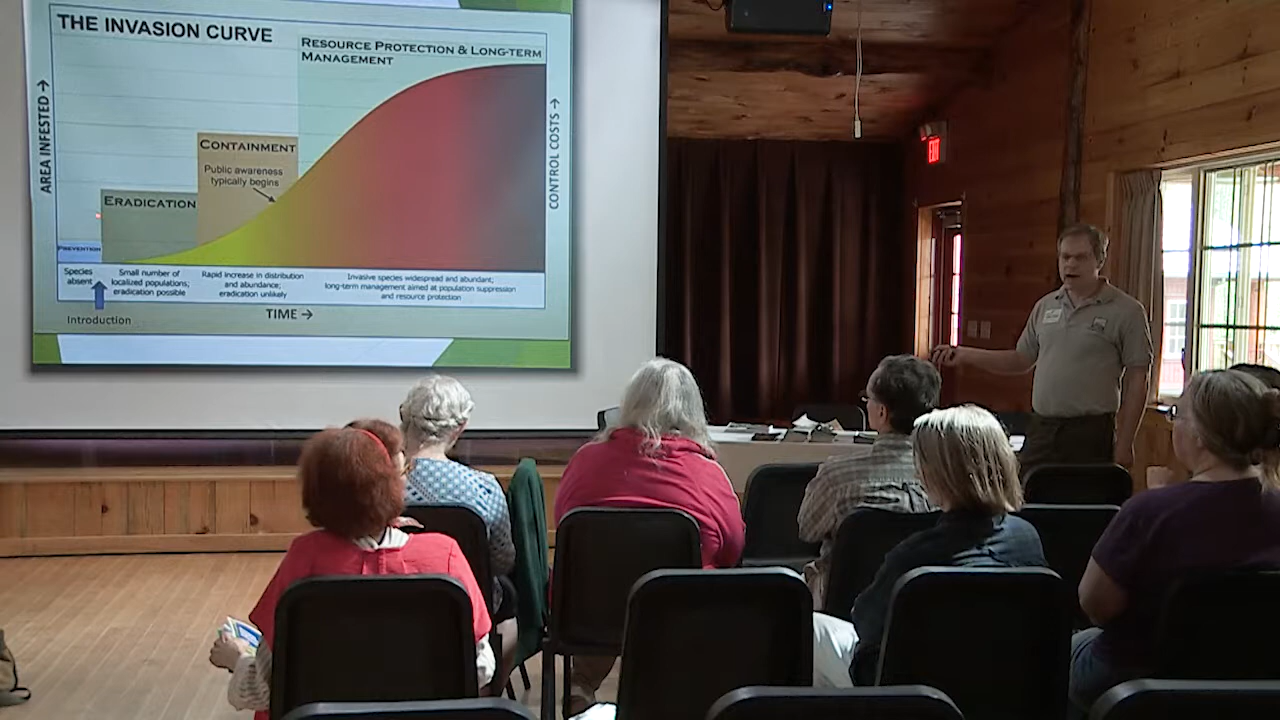 THE INVASION CURVE
RESOURCE PROTECTION & LONG-TERM
MANAGEMENT
CONTAINMENT
Public awareness
typically begins
ERADICATION
PREVENTION
AREA INFESTED →
CONTROL COSTS →
Species
absent
Small number of
localized populations;
eradication possible
Rapid increase in distribution
and abundance;
eradication unlikely
Invasive species widespread and abundant;
long-term management aimed at population suppression
and resource protection
Introduction
TIME →
EXIT